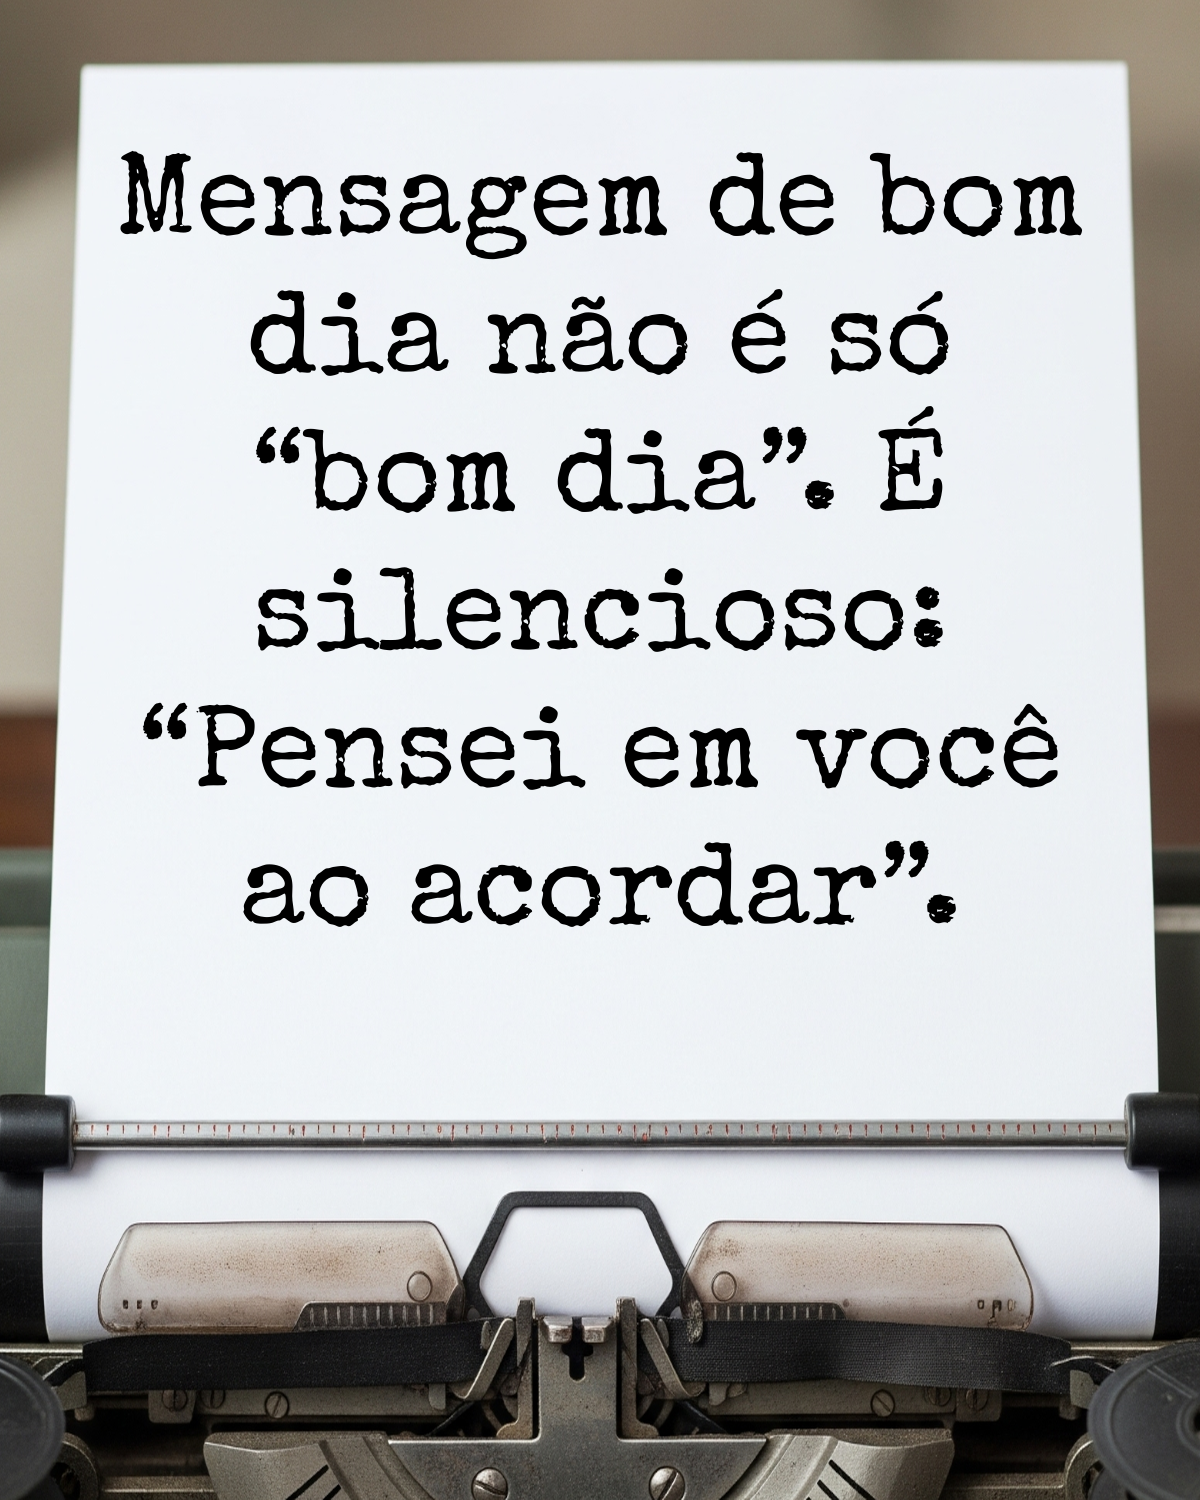 Mensagem de bom
dia não é só
“bom dia”. É
silencioso:
“Pensei em você
ao acordar”.